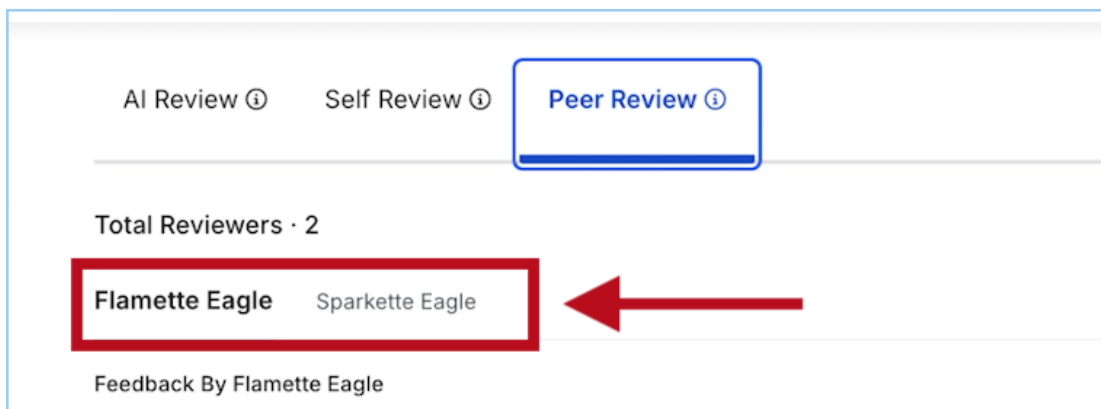 AI Review ⓘ Self Review ⓘ Peer Review ⓘ
Total Reviewers · 2
Flamette Eagle Sparkette Eagle
Feedback By Flamette Eagle